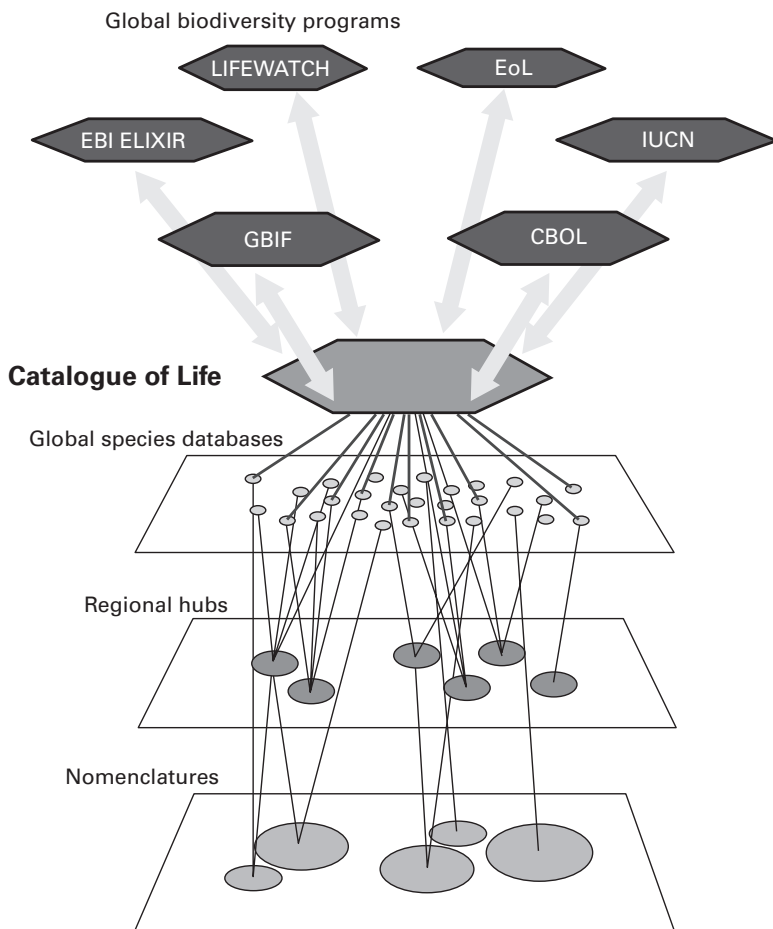 Global biodiversity programs
LIFEWATCH
EoL
EBI ELIXIR
IUCN
GBIF
CBOL
Catalogue of Life
Global species databases
Regional hubs
Nomenclatures